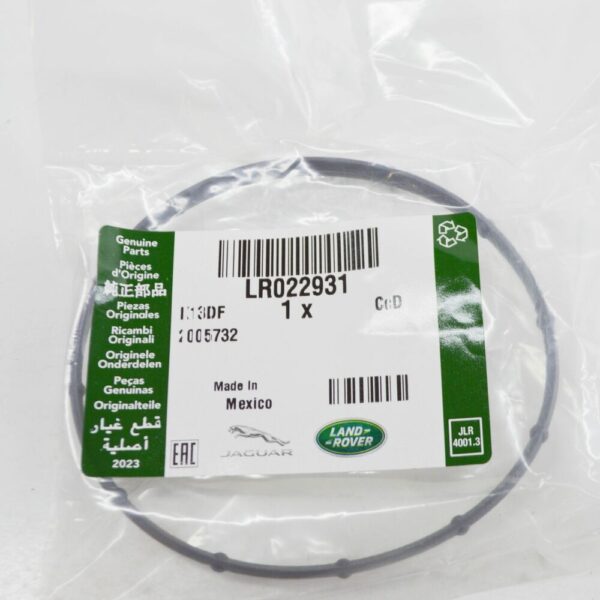 Genuine
Parts
Pièces
d'Origine
純正部品
Piezas
Originales
Ricambi
Originali
Originele
Onderdelen
Peças
Genuinas
Originalteile
قطع غيار
أصلية
2023
LR022931
1 x
2005732
Made In
Mexico
EAC
JAGUAR
LAND
ROVER
JLR
4001.3